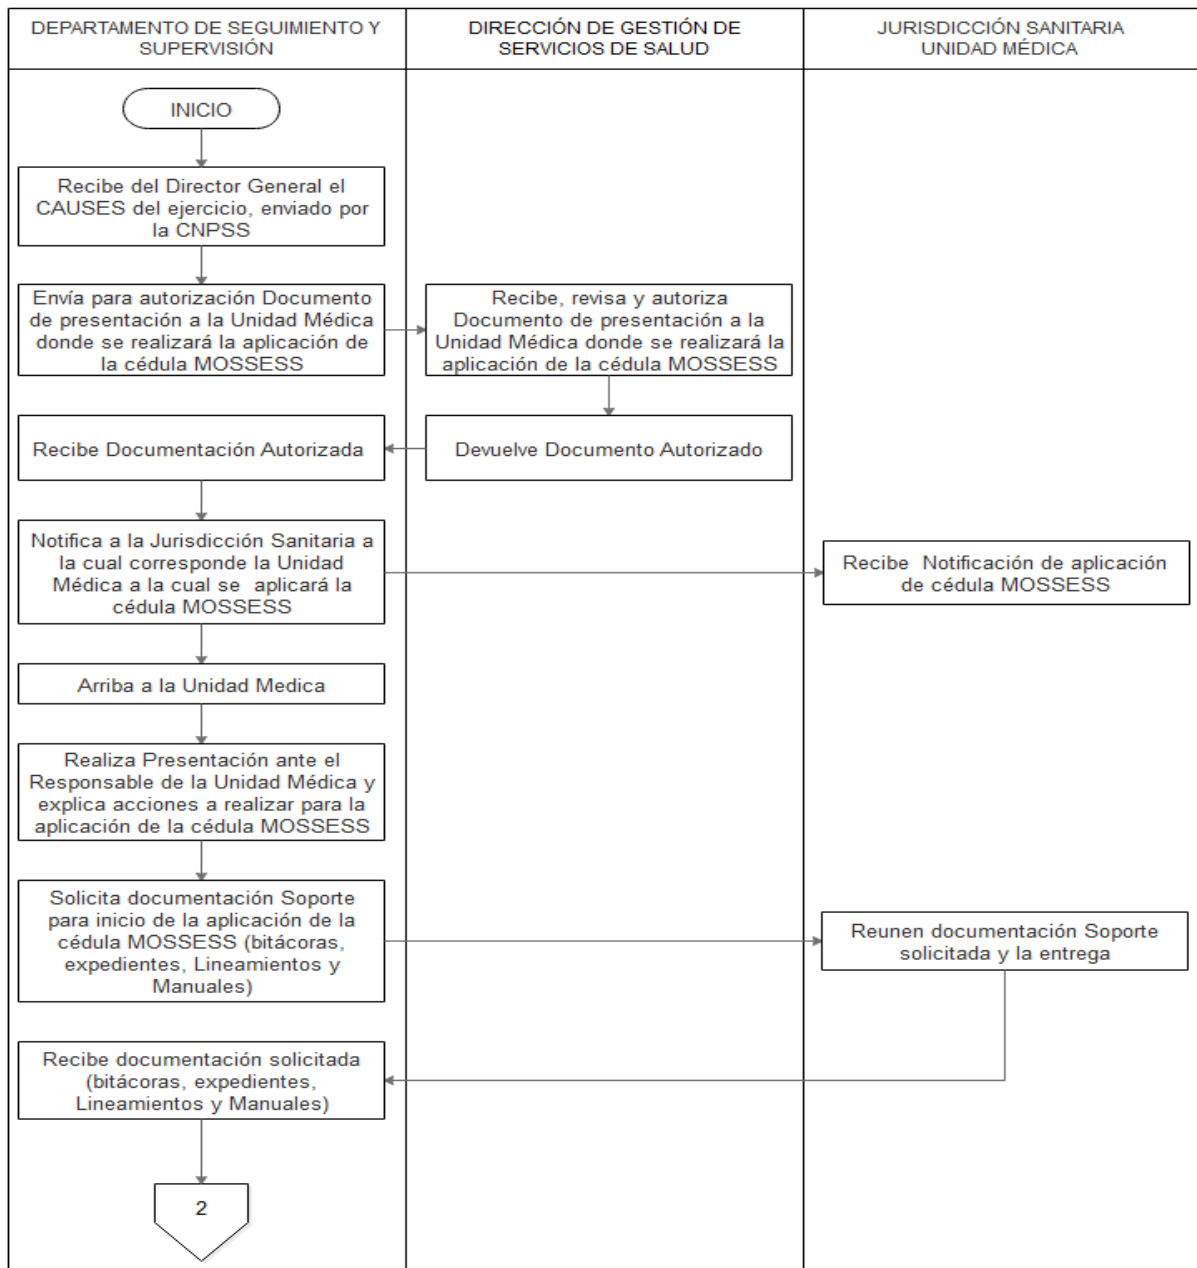 DEPARTAMENTO DE SEGUIMIENTO Y
SUPERVISIÓN
DIRECCIÓN DE GESTIÓN DE
SERVICIOS DE SALUD
JURISDICCIÓN SANITARIA
UNIDAD MÉDICA
INICIO
Recibe del Director General el
CAUSES del ejercicio, enviado por
la CNPSS
Envía para autorización Documento
de presentación a la Unidad Médica
donde se realizará la aplicación de
la cédula MOSSESS
Recibe, revisa y autoriza
Documento de presentación a la
Unidad Médica donde se realizará la
aplicación de la cédula MOSSESS
Recibe Documentación Autorizada
Devuelve Documento Autorizado
Notifica a la Jurisdicción Sanitaria a
la cual corresponde la Unidad
Médica a la cual se aplicará la
cédula MOSSESS
Recibe Notificación de aplicación
de cédula MOSSESS
Arriba a la Unidad Medica
Realiza Presentación ante el
Responsable de la Unidad Médica y
explica acciones a realizar para la
aplicación de la cédula MOSSESS
Solicita documentación Soporte
para inicio de la aplicación de la
cédula MOSSESS (bitácoras,
expedientes, Lineamientos y
Manuales)
Reunen documentación Soporte
solicitada y la entrega
Recibe documentación solicitada
(bitácoras, expedientes,
Lineamientos y Manuales)
2